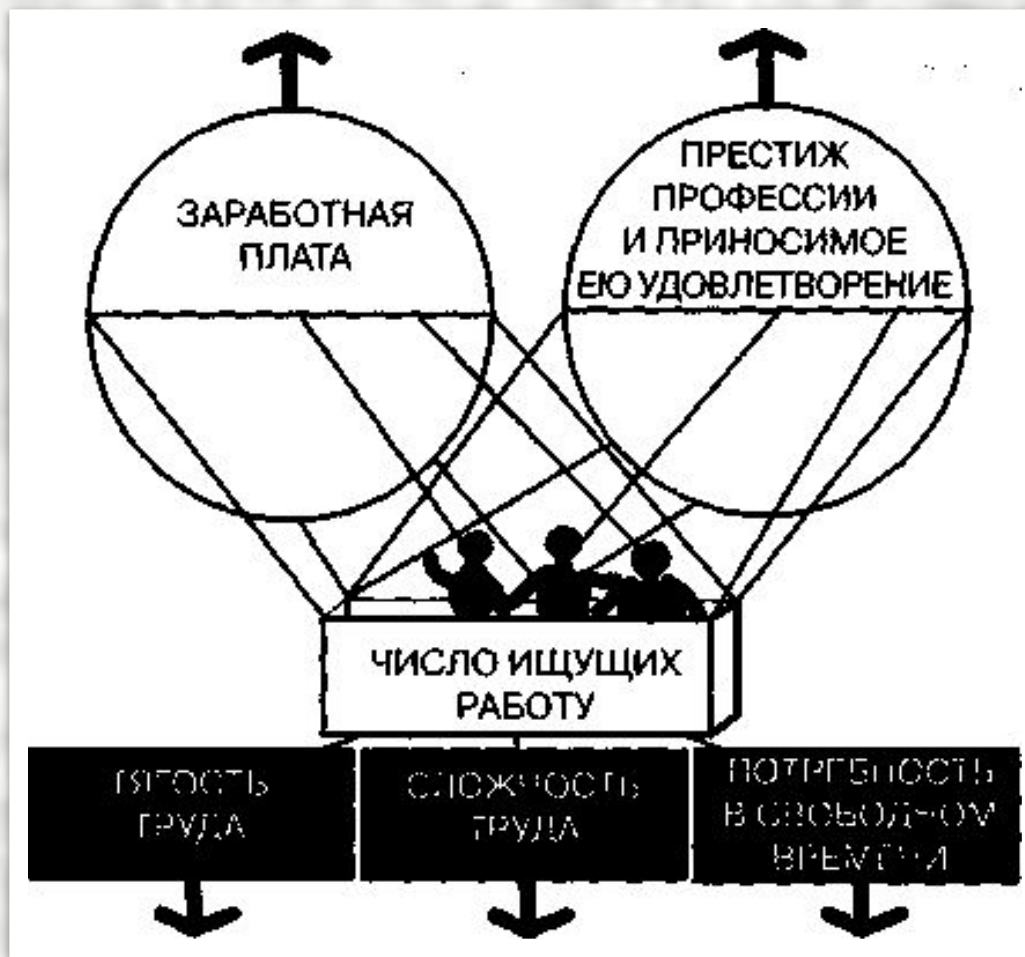 ЗАРАБОТНАЯ
ПЛАТА
ПРЕСТИЖ
ПРОФЕССИИ
И ПРИНОСИМОЕ
ЕЮ УДОВЛЕТВОРЕНИЕ
ЧИСЛО ИЩУЩИХ
РАБОТУ
ТЯГОСТЬ
ТРУДА
СЛОЖНОСТЬ
ТРУДА
ПОТРЕБНОСТЬ
В СВОБОДНОМ
ВРЕМЕНИ